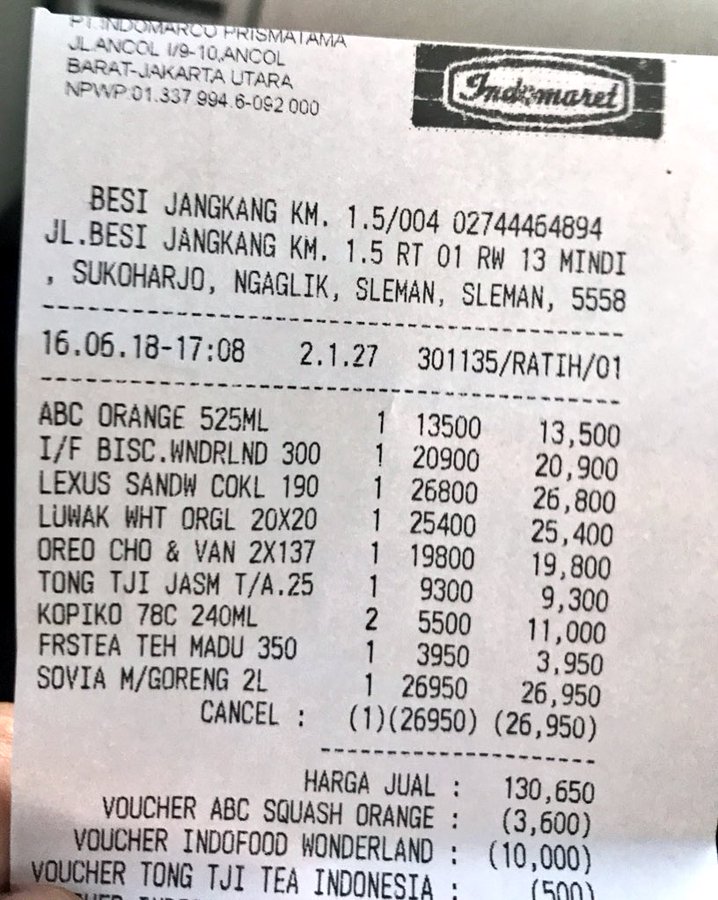 PT.INDOMARCO PRISMATAMA
JL.ANCOL I/9-10,ANCOL
BARAT-JAKARTA UTARA
NPWP:01.337.994.6-092.000
Indomaret
BESI JANGKANG KM. 1.5/004 02744464894
JL.BESI JANGKANG KM. 1.5 RT 01 RW 13 MINDI
, SUKOHARJO, NGAGLIK, SLEMAN, SLEMAN, 5558
16.06.18-17:08 2.1.27 301135/RATIH/01
ABC ORANGE 525ML 1 13500 13,500
I/F BISC.WNDRLND 300 1 20900 20,900
LEXUS SANDW COKL 190 1 26800 26,800
LUWAK WHT ORGL 20X20 1 25400 25,400
OREO CHO & VAN 2X137 1 19800 19,800
TONG TJI JASM T/A.25 1 9300 9,300
KOPIKO 78C 240ML 2 5500 11,000
FRSTEA TEH MADU 350 1 3950 3,950
SOVIA M/GORENG 2L 1 26950 26,950
CANCEL : (1)(26950) (26,950)
HARGA JUAL : 130,650
VOUCHER ABC SQUASH ORANGE : (3,600)
VOUCHER INDOFOOD WONDERLAND : (10,000)
VOUCHER TONG TJI TEA INDONESIA : (500)